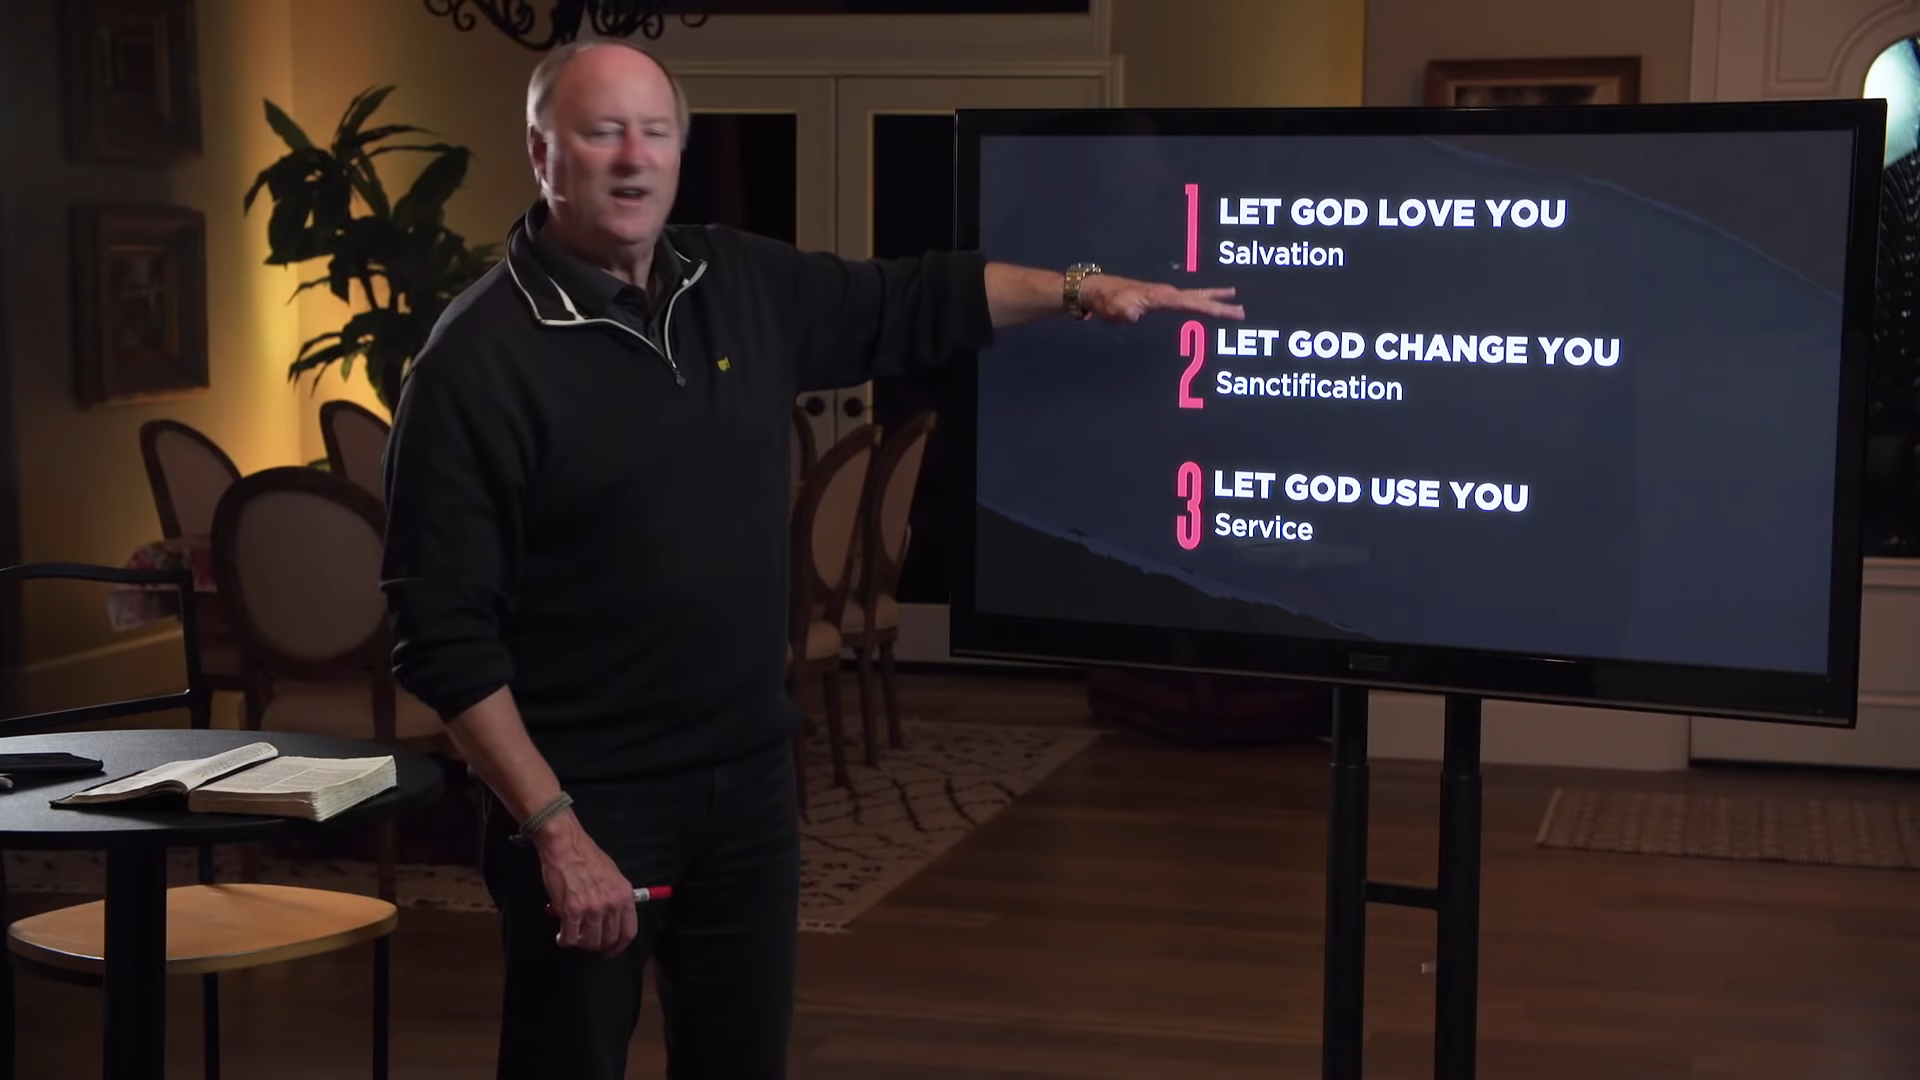 1 LET GOD LOVE YOU
Salvation
2 LET GOD CHANGE YOU
Sanctification
3 LET GOD USE YOU
Service